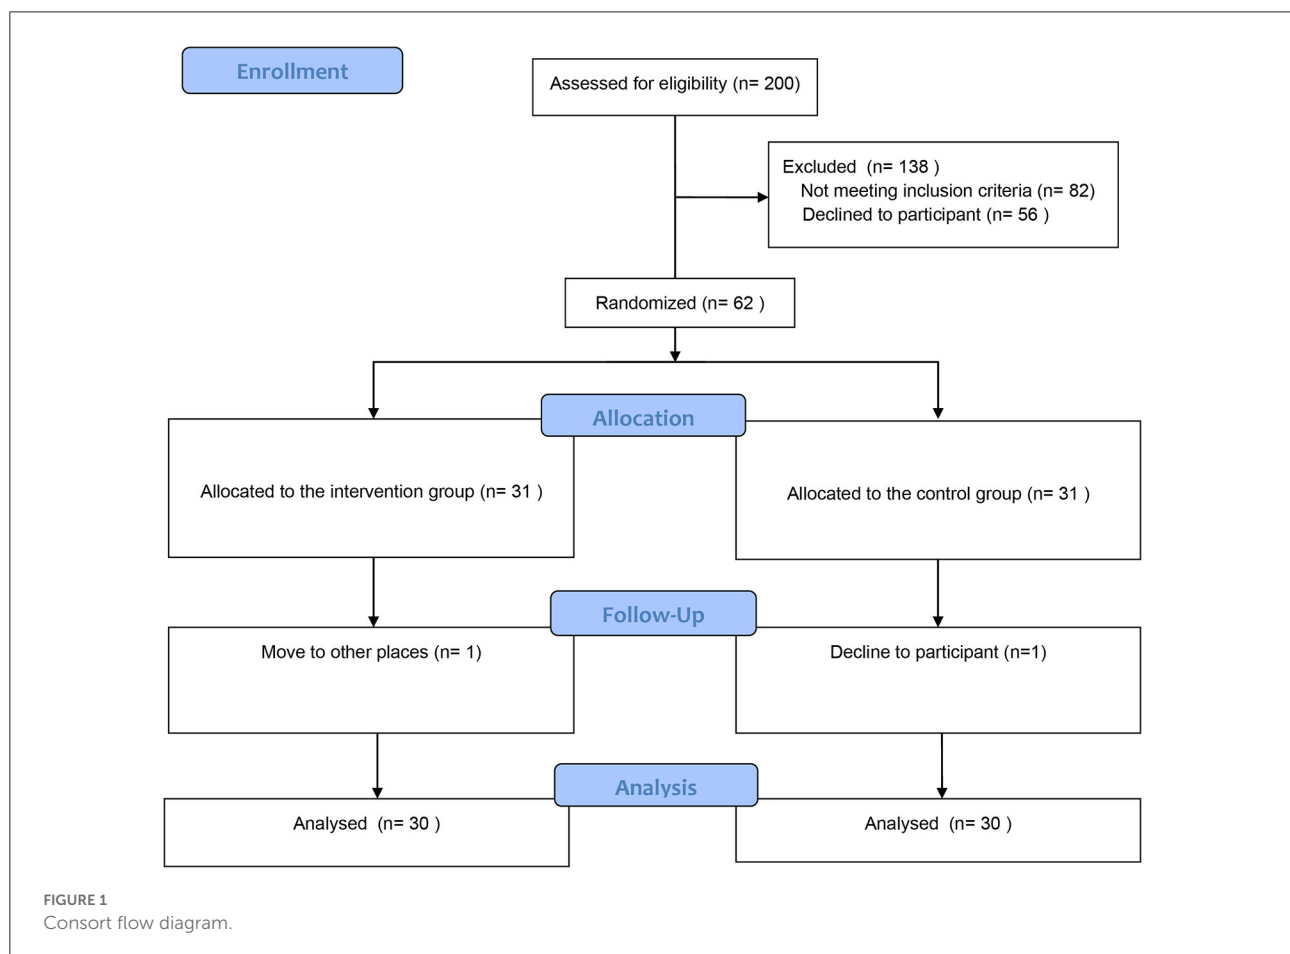 Enrollment
Assessed for eligibility (n= 200)
Excluded (n= 138 )
Not meeting inclusion criteria (n= 82)
Declined to participant (n= 56 )
Randomized (n= 62 )
Allocation
Allocated to the intervention group (n= 31 )
Allocated to the control group (n= 31 )
Follow-Up
Move to other places (n= 1)
Decline to participant (n=1)
Analysis
Analysed (n= 30 )
Analysed (n= 30 )
FIGURE 1
Consort flow diagram.